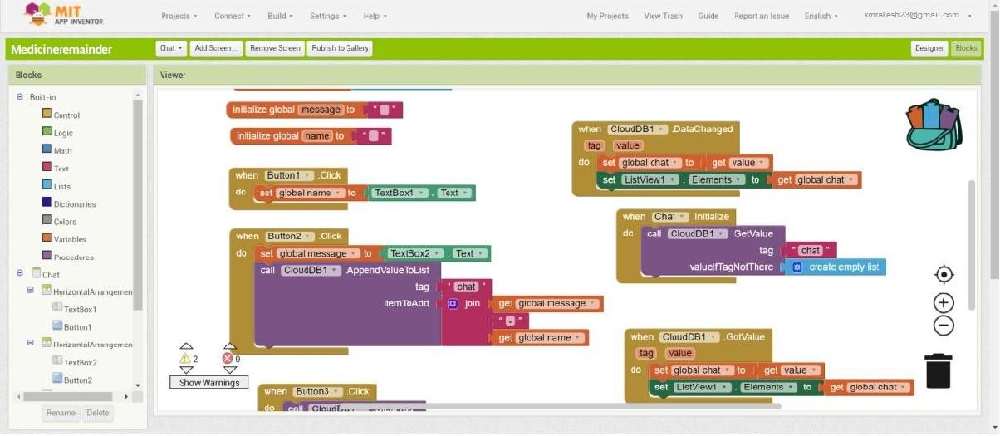 MIT
APP INVENTOR
Projects Connect Build Settings Help My Projects View Trash Guide Report an Issue English kmrakesh23@gmail.com
Medicineremainder Chat Add Screen ... Remove Screen Publish to Gallery Designer Blocks
Blocks
Built-in
Control
Logic
Math
Text
Lists
Dictionaries
Colors
Variables
Procedures
Chat
HorizontalArrangemen
TextBox1
Button1
HorizontalArrangemen
TextBox2
Button2
Rename Delete
Viewer
initialize global message to " "
initialize global name to " "
when Button1 .Click
do set global name to TextBox1 . Text
when Button2 .Click
do set global message to TextBox2 . Text
call CloudDB1 .AppendValueToList
tag " chat "
itemToAdd join get global message
get global name
2 0
Show Warnings
when Button3 .Click
do call
when CloudDB1 .DataChanged
tag value
do set global chat to get value
set ListView1 . Elements to get global chat
when Chat .Initialize
do call CloudDB1 .GetValue
tag " chat "
valueIfTagNotThere create empty list
when CloudDB1 .GotValue
tag value
do set global chat to get value
set ListView1 . Elements to get global chat